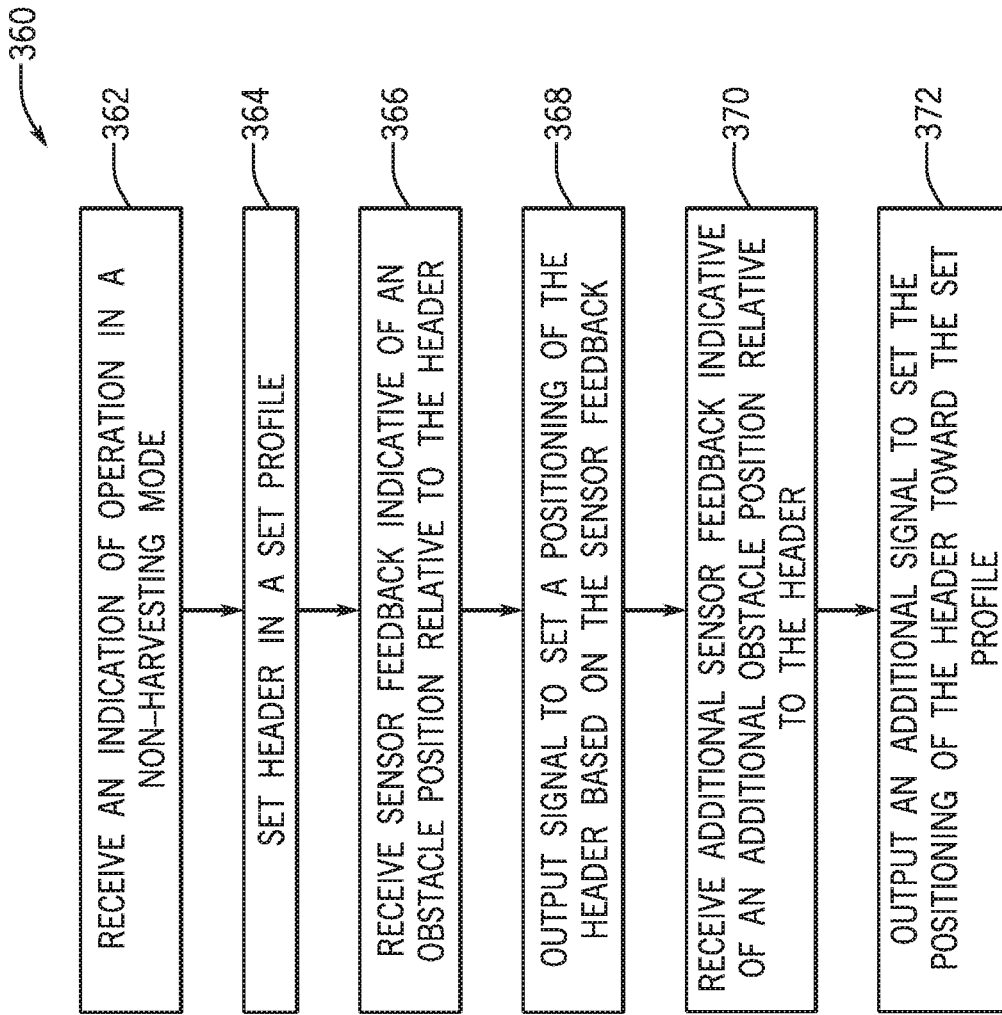 360
RECEIVE AN INDICATION OF OPERATION IN A
NON-HARVESTING MODE
362
SET HEADER IN A SET PROFILE
364
RECEIVE SENSOR FEEDBACK INDICATIVE OF AN
OBSTACLE POSITION RELATIVE TO THE HEADER
366
OUTPUT SIGNAL TO SET A POSITIONING OF THE
HEADER BASED ON THE SENSOR FEEDBACK
368
RECEIVE ADDITIONAL SENSOR FEEDBACK INDICATIVE
OF AN ADDITIONAL OBSTACLE POSITION RELATIVE
TO THE HEADER
370
OUTPUT AN ADDITIONAL SIGNAL TO SET THE
POSITIONING OF THE HEADER TOWARD THE SET
PROFILE
372